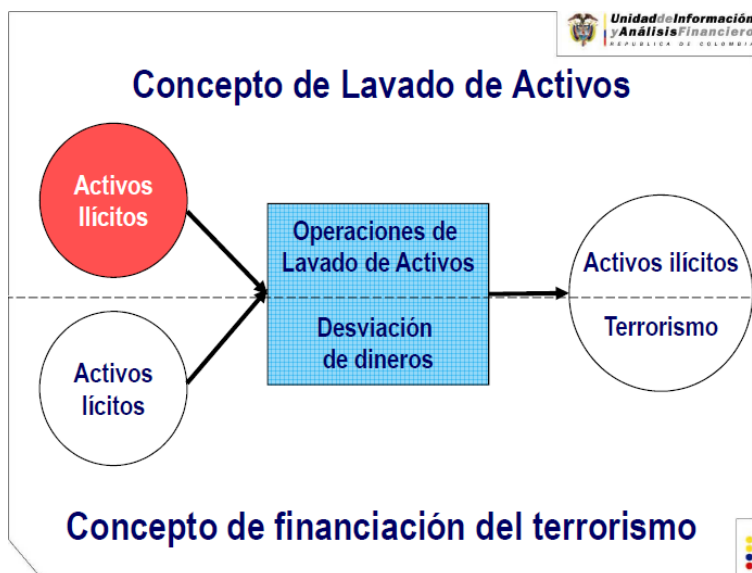 Unidad de Información
y Análisis Financiero
REPUBLICA DE COLOMBIA
Concepto de Lavado de Activos
Activos
Ilícitos
Operaciones de
Lavado de Activos
Activos ilícitos
Desviación
de dineros
Terrorismo
Activos
lícitos
Concepto de financiación del terrorismo